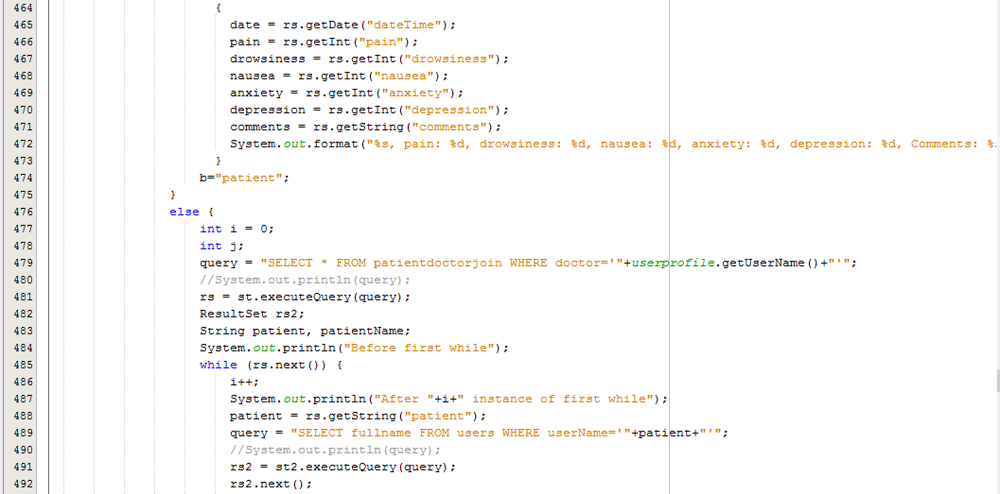 464 {
465 date = rs.getDate("dateTime");
466 pain = rs.getInt("pain");
467 drowsiness = rs.getInt("drowsiness");
468 nausea = rs.getInt("nausea");
469 anxiety = rs.getInt("anxiety");
470 depression = rs.getInt("depression");
471 comments = rs.getString("comments");
472 System.out.format("%s, pain: %d, drowsiness: %d, nausea: %d, anxiety: %d, depression: %d, Comments: %
473 }
474 b="patient";
475 }
476 else {
477 int i = 0;
478 int j;
479 query = "SELECT * FROM patientdoctorjoin WHERE doctor='"+userprofile.getUserName()+"'";
480 //System.out.println(query);
481 rs = st.executeQuery(query);
482 ResultSet rs2;
483 String patient, patientName;
484 System.out.println("Before first while");
485 while (rs.next()) {
486 i++;
487 System.out.println("After "+i+" instance of first while");
488 patient = rs.getString("patient");
489 query = "SELECT fullname FROM users WHERE userName='"+patient+"'";
490 //System.out.println(query);
491 rs2 = st2.executeQuery(query);
492 rs2.next();